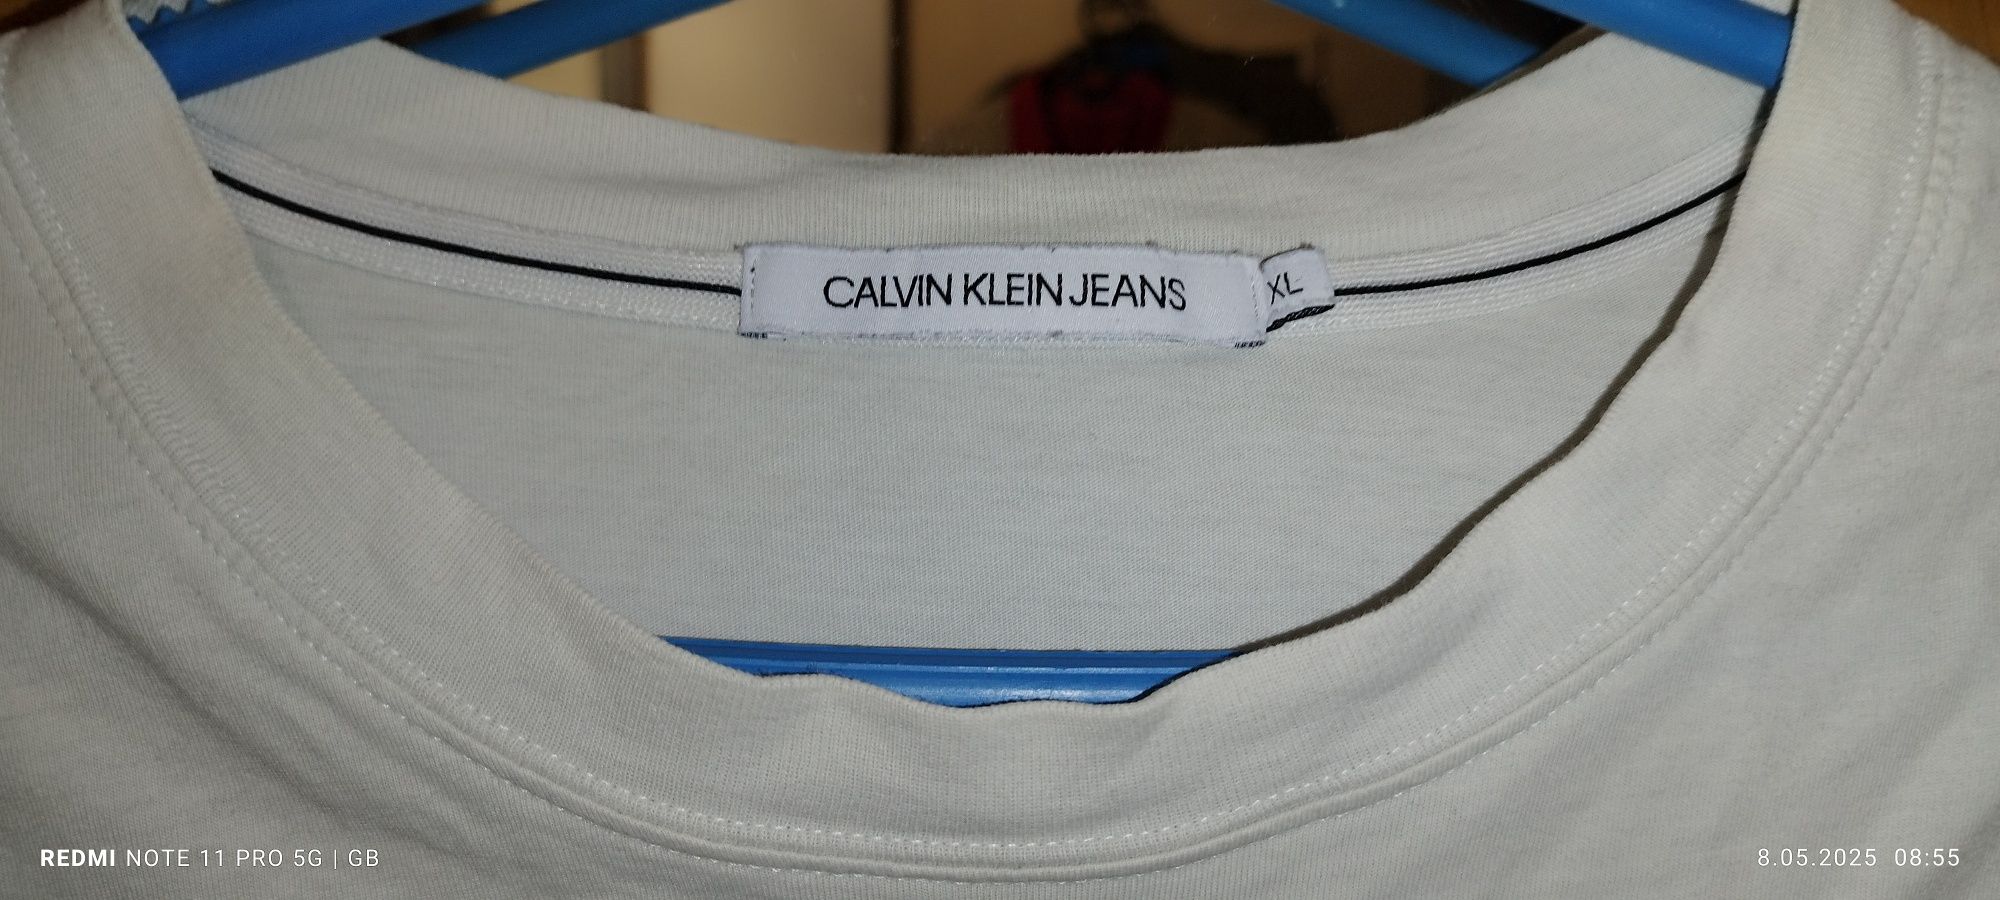 CALVIN KLEIN JEANS
XL
REDMI NOTE 11 PRO 5G | GB
8.05.2025 08:55